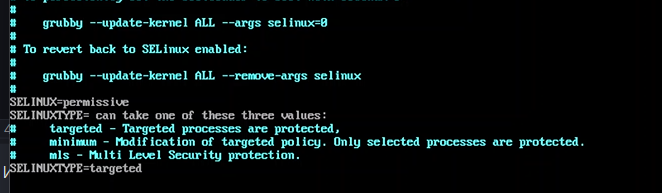 #
#    grubby --update-kernel ALL --args selinux=0
#
# To revert back to SELinux enabled:
#
#    grubby --update-kernel ALL --remove-args selinux
#
SELINUX=permissive
SELINUXTYPE= can take one of these three values:
#     targeted - Targeted processes are protected,
#     minimum - Modification of targeted policy. Only selected processes are protected.
#     mls - Multi Level Security protection.
SELINUXTYPE=targeted